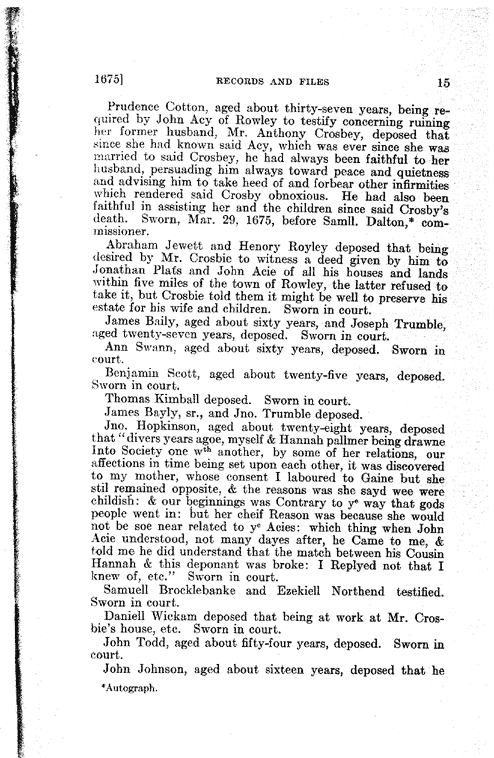 1675] RECORDS AND FILES 15
Prudence Cotton, aged about thirty-seven years, being re-
quired by John Acy of Rowley to testify concerning ruining
her former husband, Mr. Anthony Crosbey, deposed that
since she had known said Acy, which was ever since she was
married to said Crosbey, he had always been faithful to her
husband, persuading him always toward peace and quietness
and advising him to take heed of and forbear other infirmities
which rendered said Crosby obnoxious. He had also been
faithful in assisting her and the children since said Crosby's
death. Sworn, Mar. 29, 1675, before Samll. Dalton,* com-
missioner.
Abraham Jewett and Henory Royley deposed that being
desired by Mr. Crosbie to witness a deed given by him to
Jonathan Plats and John Acie of all his houses and lands
within five miles of the town of Rowley, the latter refused to
take it, but Crosbie told them it might be well to preserve his
estate for his wife and children. Sworn in court.
James Baily, aged about sixty years, and Joseph Trumble,
aged twenty-seven years, deposed. Sworn in court.
Ann Swann, aged about sixty years, deposed. Sworn in
court.
Benjamin Scott, aged about twenty-five years, deposed.
Sworn in court.
Thomas Kimball deposed. Sworn in court.
James Bayly, sr., and Jno. Trumble deposed.
Jno. Hopkinson, aged about twenty-eight years, deposed
that "divers years agoe, myself & Hannah pallmer being drawne
Into Society one wth another, by some of her relations, our
affections in time being set upon each other, it was discovered
to my mother, whose consent I laboured to Gaine but she
stil remained opposite, & the reasons was she sayd wee were
childish: & our beginnings was Contrary to ye way that gods
people went in: but her cheif Reason was because she would
not be soe near related to ye Acies: which thing when John
Acie understood, not many dayes after, he Came to me, &
told me he did understand that the match between his Cousin
Hannah & this deponant was broke: I Replyed not that I
knew of, etc." Sworn in court.
Samuell Brocklebanke and Ezekiell Northend testified.
Sworn in court.
Daniell Wickam deposed that being at work at Mr. Cros-
bie's house, etc. Sworn in court.
John Todd, aged about fifty-four years, deposed. Sworn in
court.
John Johnson, aged about sixteen years, deposed that he
*Autograph.